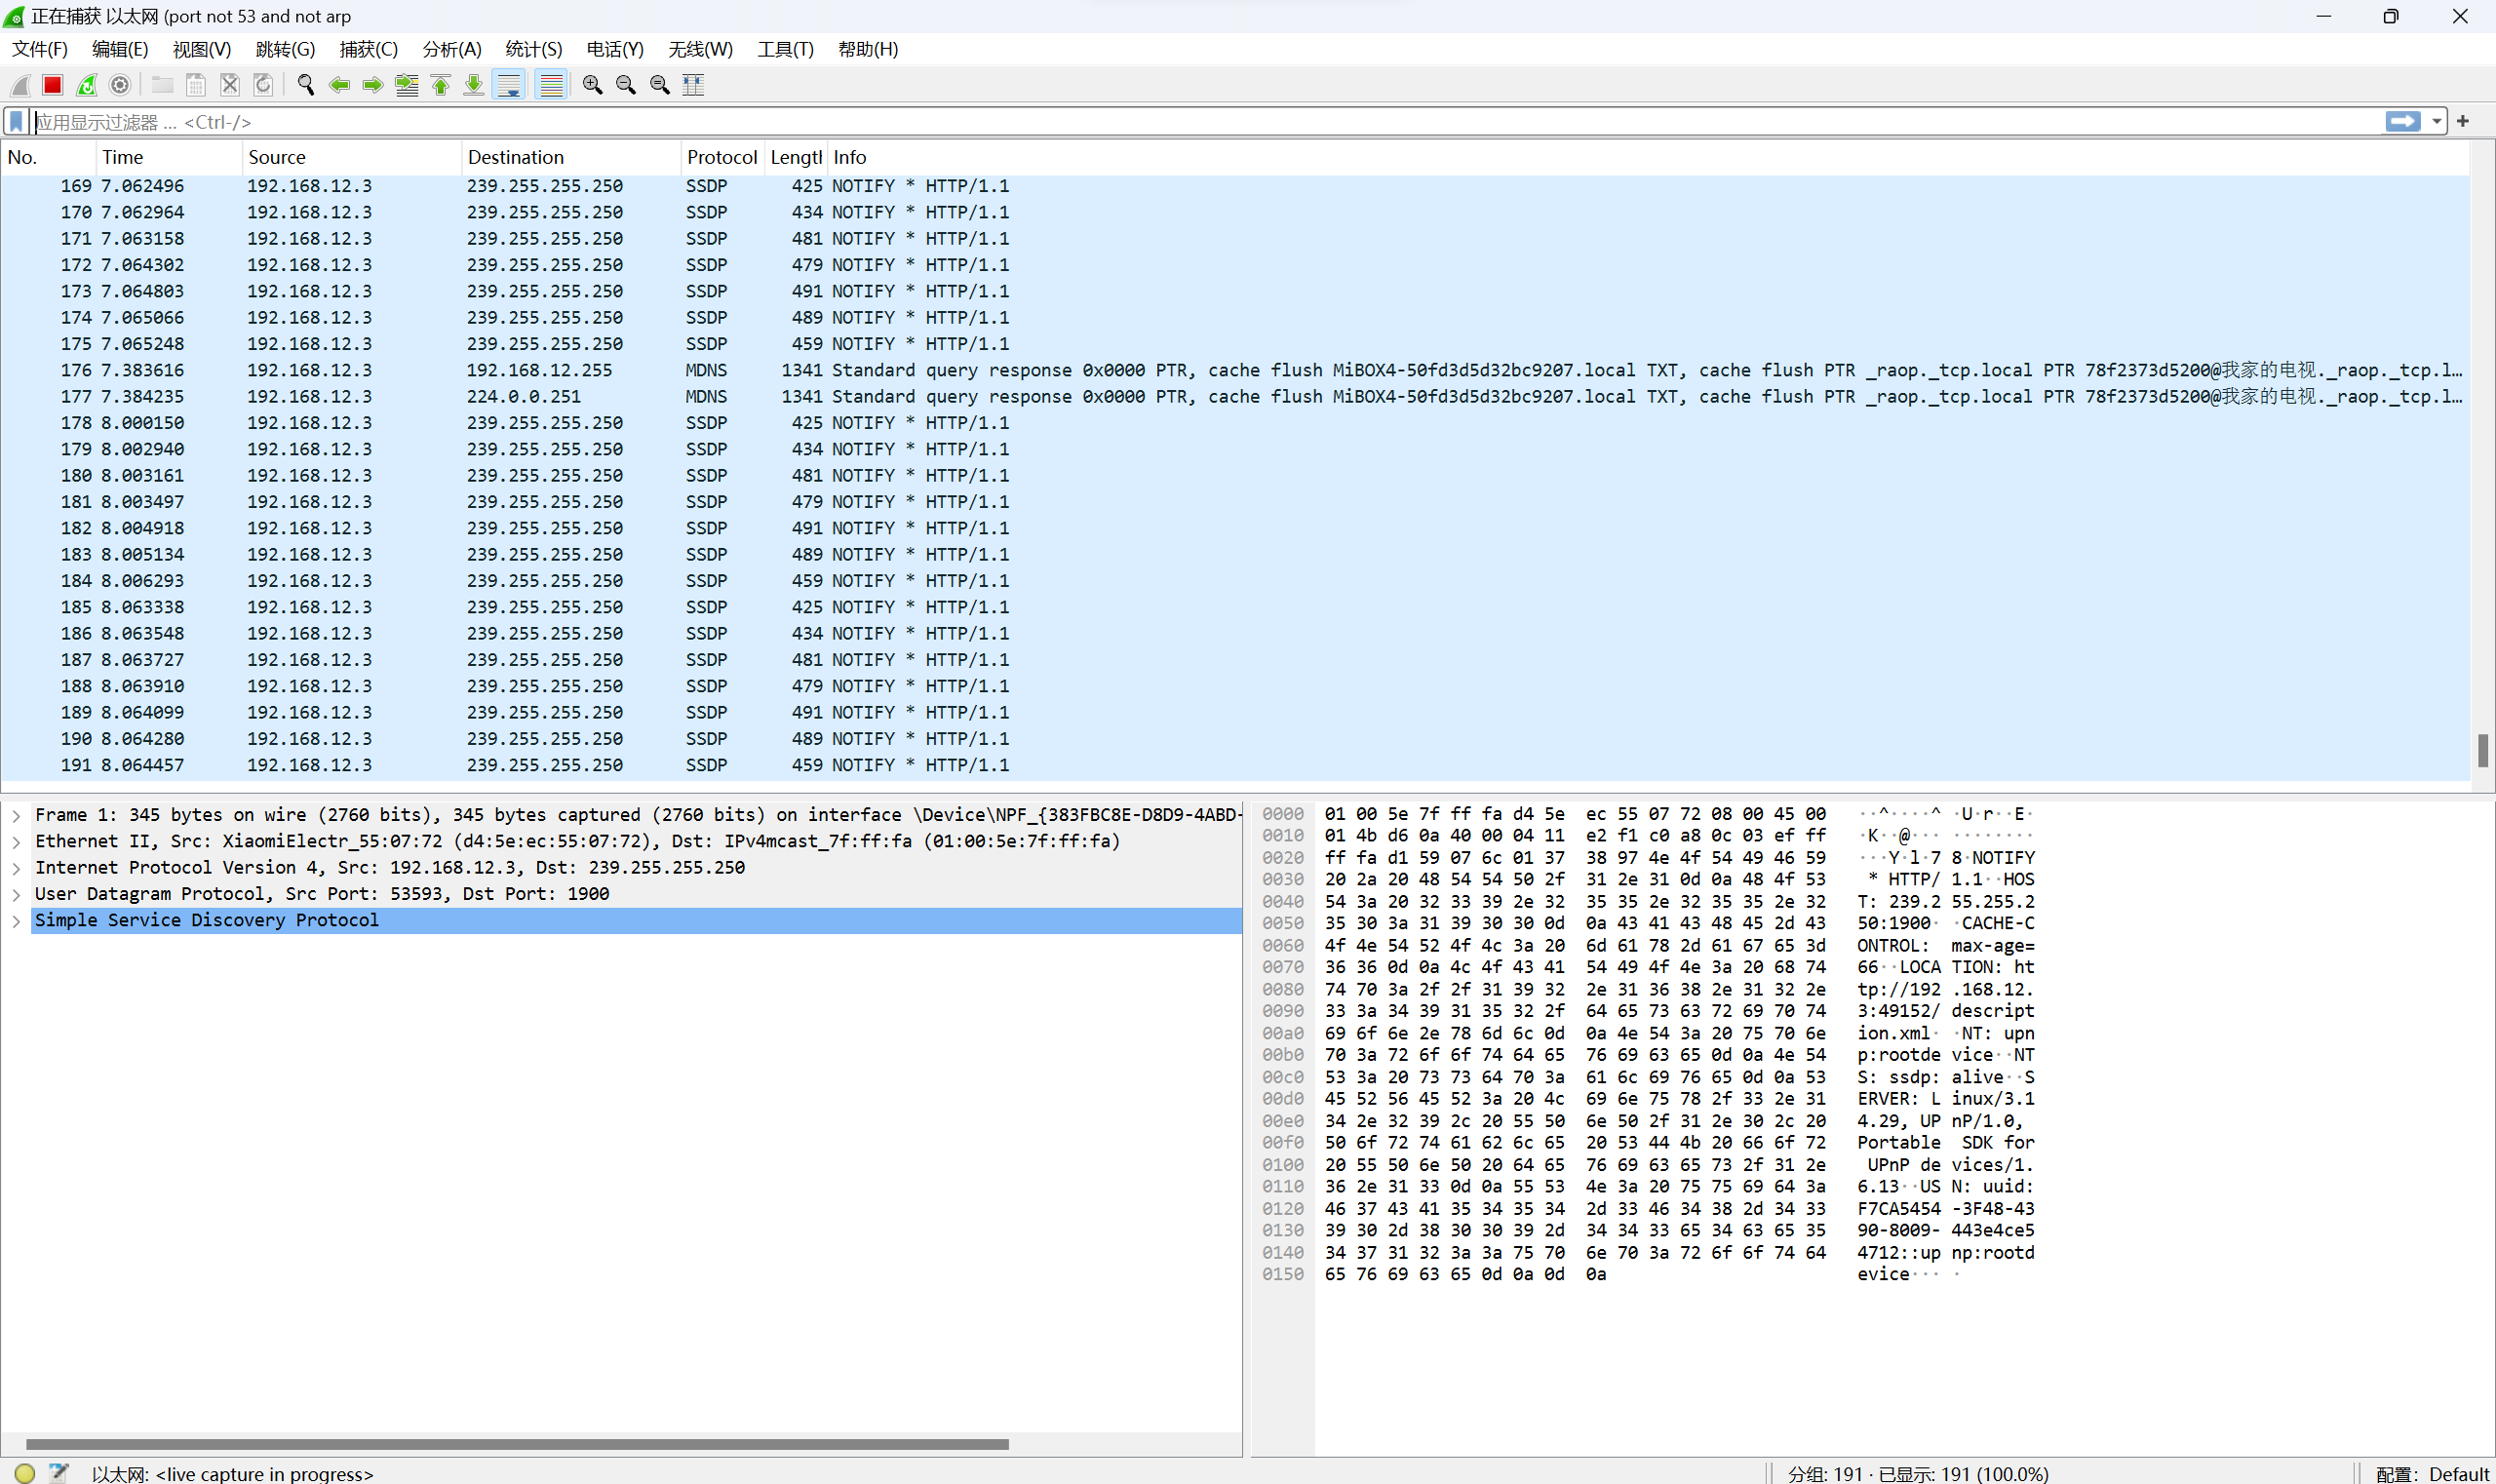 正在捕获 以太网 (port not 53 and not arp
文件(F) 编辑(E) 视图(V) 跳转(G) 捕获(C) 分析(A) 统计(S) 电话(Y) 无线(W) 工具(T) 帮助(H)
应用显示过滤器 … <Ctrl-/>
No. Time Source Destination Protocol Length Info
169 7.062496 192.168.12.3 239.255.255.250 SSDP 425 NOTIFY * HTTP/1.1
170 7.062964 192.168.12.3 239.255.255.250 SSDP 434 NOTIFY * HTTP/1.1
171 7.063158 192.168.12.3 239.255.255.250 SSDP 481 NOTIFY * HTTP/1.1
172 7.064302 192.168.12.3 239.255.255.250 SSDP 479 NOTIFY * HTTP/1.1
173 7.064803 192.168.12.3 239.255.255.250 SSDP 491 NOTIFY * HTTP/1.1
174 7.065066 192.168.12.3 239.255.255.250 SSDP 489 NOTIFY * HTTP/1.1
175 7.065248 192.168.12.3 239.255.255.250 SSDP 459 NOTIFY * HTTP/1.1
176 7.383616 192.168.12.3 192.168.12.255 MDNS 1341 Standard query response 0x0000 PTR, cache flush MiBOX4-50fd3d5d32bc9207.local TXT, cache flush PTR _raop._tcp.local PTR 78f2373d5200@我家的电视._raop._tcp.l…
177 7.384235 192.168.12.3 224.0.0.251 MDNS 1341 Standard query response 0x0000 PTR, cache flush MiBOX4-50fd3d5d32bc9207.local TXT, cache flush PTR _raop._tcp.local PTR 78f2373d5200@我家的电视._raop._tcp.l…
178 8.000150 192.168.12.3 239.255.255.250 SSDP 425 NOTIFY * HTTP/1.1
179 8.002940 192.168.12.3 239.255.255.250 SSDP 434 NOTIFY * HTTP/1.1
180 8.003161 192.168.12.3 239.255.255.250 SSDP 481 NOTIFY * HTTP/1.1
181 8.003497 192.168.12.3 239.255.255.250 SSDP 479 NOTIFY * HTTP/1.1
182 8.004918 192.168.12.3 239.255.255.250 SSDP 491 NOTIFY * HTTP/1.1
183 8.005134 192.168.12.3 239.255.255.250 SSDP 489 NOTIFY * HTTP/1.1
184 8.006293 192.168.12.3 239.255.255.250 SSDP 459 NOTIFY * HTTP/1.1
185 8.063338 192.168.12.3 239.255.255.250 SSDP 425 NOTIFY * HTTP/1.1
186 8.063548 192.168.12.3 239.255.255.250 SSDP 434 NOTIFY * HTTP/1.1
187 8.063727 192.168.12.3 239.255.255.250 SSDP 481 NOTIFY * HTTP/1.1
188 8.063910 192.168.12.3 239.255.255.250 SSDP 479 NOTIFY * HTTP/1.1
189 8.064099 192.168.12.3 239.255.255.250 SSDP 491 NOTIFY * HTTP/1.1
190 8.064280 192.168.12.3 239.255.255.250 SSDP 489 NOTIFY * HTTP/1.1
191 8.064457 192.168.12.3 239.255.255.250 SSDP 459 NOTIFY * HTTP/1.1
Frame 1: 345 bytes on wire (2760 bits), 345 bytes captured (2760 bits) on interface \Device\NPF_{383FBC8E-D8D9-4ABD-
Ethernet II, Src: XiaomiElectr_55:07:72 (d4:5e:ec:55:07:72), Dst: IPv4mcast_7f:ff:fa (01:00:5e:7f:ff:fa)
Internet Protocol Version 4, Src: 192.168.12.3, Dst: 239.255.255.250
User Datagram Protocol, Src Port: 53593, Dst Port: 1900
Simple Service Discovery Protocol
0000 01 00 5e 7f ff fa d4 5e ec 55 07 72 08 00 45 00 ··^····^ ·U·r··E·
0010 01 4b d6 0a 40 00 04 11 e2 f1 c0 a8 0c 03 ef ff ·K··@··· ········
0020 ff fa d1 59 07 6c 01 37 38 97 4e 4f 54 49 46 59 ···Y·l·7 8·NOTIFY
0030 20 2a 20 48 54 54 50 2f 31 2e 31 0d 0a 48 4f 53 * HTTP/ 1.1··HOS
0040 54 3a 20 32 33 39 2e 32 35 35 2e 32 35 35 2e 32 T: 239.2 55.255.2
0050 35 30 3a 31 39 30 30 0d 0a 43 41 43 48 45 2d 43 50:1900· ·CACHE-C
0060 4f 4e 54 52 4f 4c 3a 20 6d 61 78 2d 61 67 65 3d ONTROL: max-age=
0070 36 36 0d 0a 4c 4f 43 41 54 49 4f 4e 3a 20 68 74 66··LOCA TION: ht
0080 74 70 3a 2f 2f 31 39 32 2e 31 36 38 2e 31 32 2e tp://192 .168.12.
0090 33 3a 34 39 31 35 32 2f 64 65 73 63 72 69 70 74 3:49152/ descript
00a0 69 6f 6e 2e 78 6d 6c 0d 0a 4e 54 3a 20 75 70 6e ion.xml· ·NT: upn
00b0 70 3a 72 6f 6f 74 64 65 76 69 63 65 0d 0a 4e 54 p:rootde vice··NT
00c0 53 3a 20 73 73 64 70 3a 61 6c 69 76 65 0d 0a 53 S: ssdp: alive··S
00d0 45 52 56 45 52 3a 20 4c 69 6e 75 78 2f 33 2e 31 ERVER: L inux/3.1
00e0 34 2e 32 39 2c 20 55 50 6e 50 2f 31 2e 30 2c 20 4.29, UP nP/1.0,
00f0 50 6f 72 74 61 62 6c 65 20 53 44 4b 20 66 6f 72 Portable SDK for
0100 20 55 50 6e 50 20 64 65 76 69 63 65 73 2f 31 2e UPnP de vices/1.
0110 36 2e 31 33 0d 0a 55 53 4e 3a 20 75 75 69 64 3a 6.13··US N: uuid:
0120 46 37 43 41 35 34 35 34 2d 33 46 34 38 2d 34 33 F7CA5454 -3F48-43
0130 39 30 2d 38 30 30 39 2d 34 34 33 65 34 63 65 35 90-8009- 443e4ce5
0140 34 37 31 32 3a 3a 75 70 6e 70 3a 72 6f 6f 74 64 4712::up np:rootd
0150 65 76 69 63 65 0d 0a 0d 0a evice··· ·
以太网: <live capture in progress> 分组: 191 · 已显示: 191 (100.0%) 配置: Default